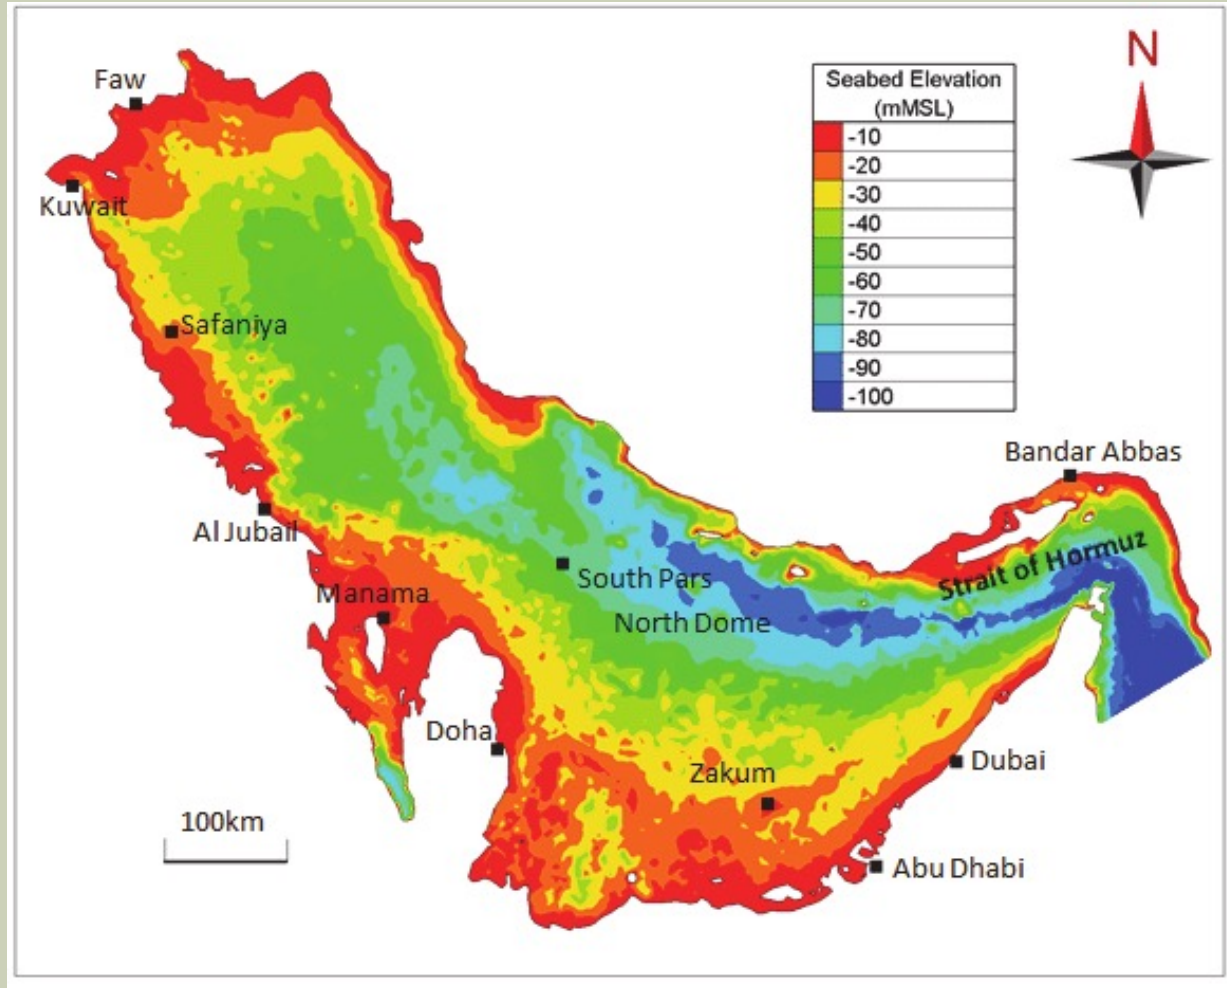 N
Faw
Seabed Elevation
(mMSL)
-10
-20
-30
-40
-50
-60
-70
-80
-90
-100
Kuwait
Safaniya
Bandar Abbas
Al Jubail
Strait of Hormuz
South Pars
Manama
North Dome
Doha
Zakum
Dubai
100km
Abu Dhabi